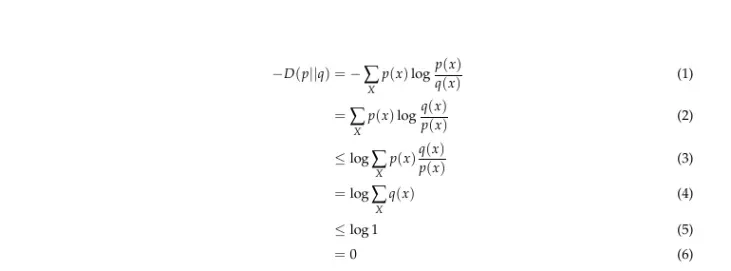 −D(p||q) = − ∑_X p(x) log p(x)/q(x) (1)
= ∑_X p(x) log q(x)/p(x) (2)
≤ log ∑_X p(x) q(x)/p(x) (3)
= log ∑_X q(x) (4)
≤ log 1 (5)
= 0 (6)